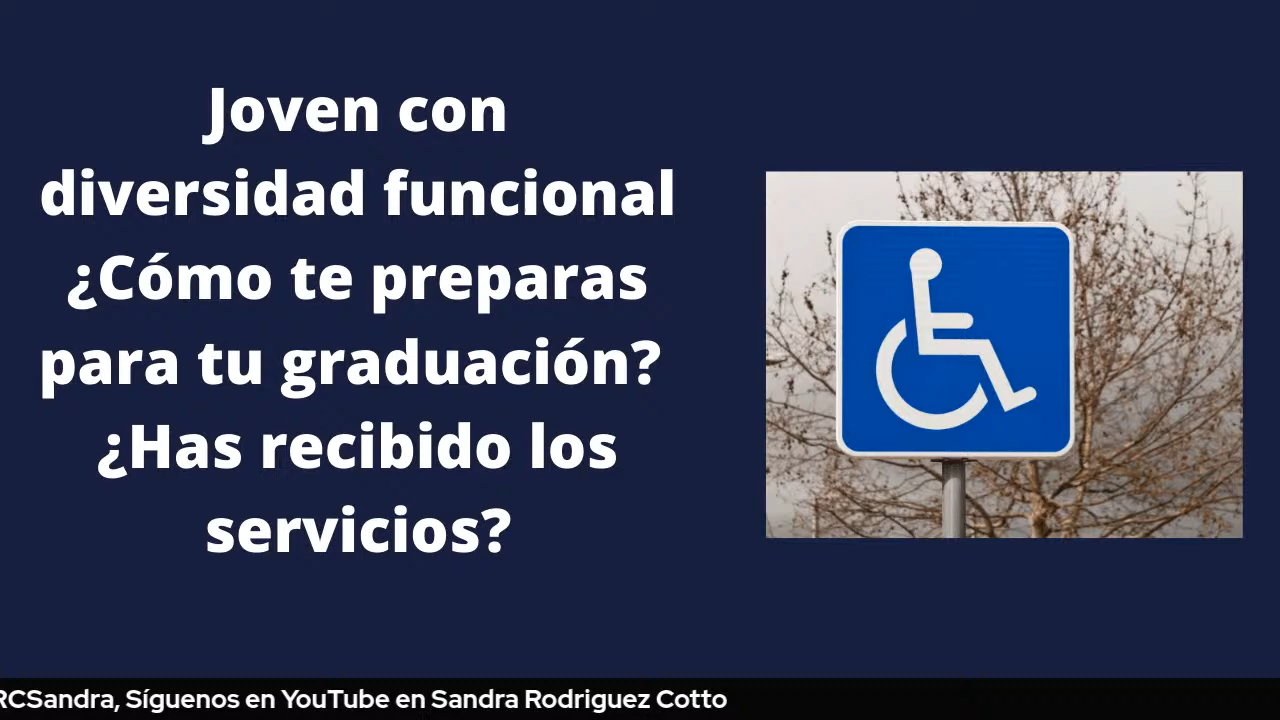 Joven con
diversidad funcional
¿Cómo te preparas
para tu graduación?
¿Has recibido los
servicios?
RCSandra, Síguenos en YouTube en Sandra Rodriguez Cotto